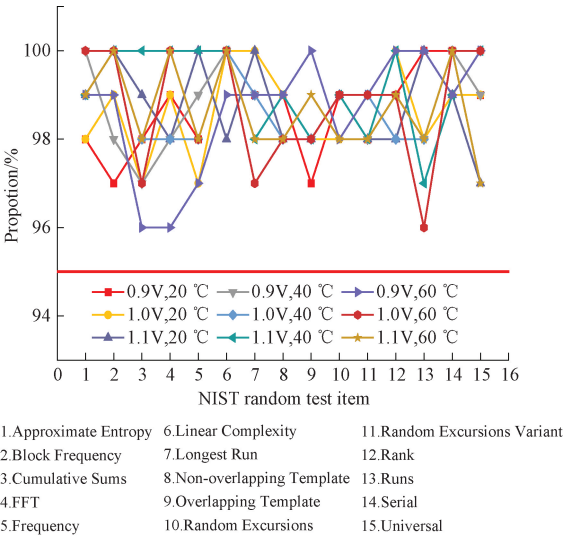 100
98
96
94
Propotion/%
0.9V,20 ℃ 0.9V,40 ℃ 0.9V,60 ℃
1.0V,20 ℃ 1.0V,40 ℃ 1.0V,60 ℃
1.1V,20 ℃ 1.1V,40 ℃ 1.1V,60 ℃
0 1 2 3 4 5 6 7 8 9 10 11 12 13 14 15 16
NIST random test item
1.Approximate Entropy 6.Linear Complexity 11.Random Excursions Variant
2.Block Frequency 7.Longest Run 12.Rank
3.Cumulative Sums 8.Non-overlapping Template 13.Runs
4.FFT 9.Overlapping Template 14.Serial
5.Frequency 10.Random Excursions 15.Universal